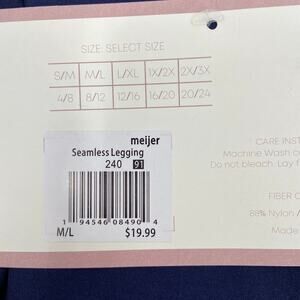 SIZE: SELECT SIZE
S/M M/L L/XL 1X/2X 2X/3X
4/8 8/12 12/16 16/20 20/24
meijer
Seamless Legging
240 91
1 94546 08490 4
M/L $19.99
CARE INST
Machine Wash c
Do not bleach. Lay f
FIBER C
88% Nylon /
Made